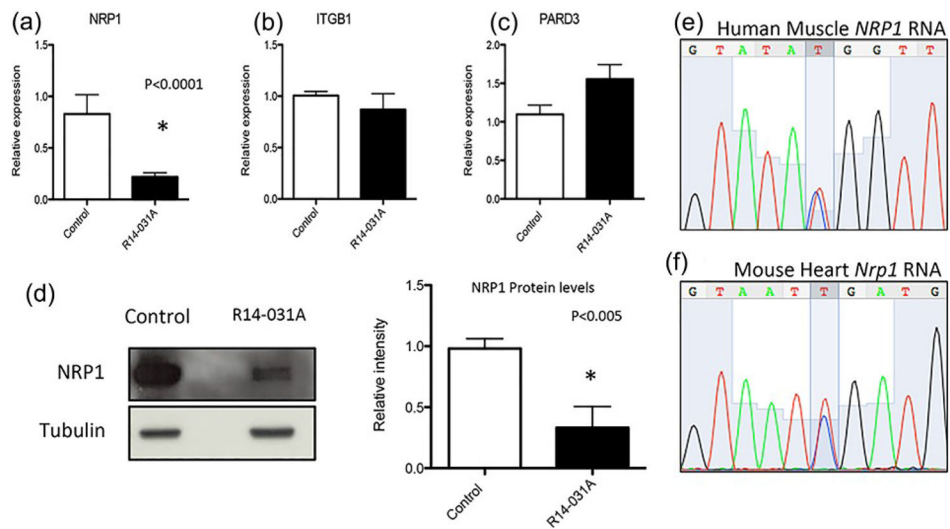 (a)
NRP1
Relative expression
1.5
1.0
0.5
0.0
P<0.0001
*
Control
R14-031A
(b)
ITGB1
Relative expression
1.5
1.0
0.5
0.0
Control
R14-031A
(c)
PARD3
Relative expression
2.0
1.5
1.0
1.5
0.0
Control
R14-031A
(d)
Control R14-031A
NRP1
Tubulin
NRP1 Protein levels
Relative intensity
1.5
1.0
0.5
0.0
P<0.005
*
Control
R14-031A
(e)
Human Muscle NRP1 RNA
G T A T A T G G T T
(f)
Mouse Heart Nrp1 RNA
G T A A T T G A T G